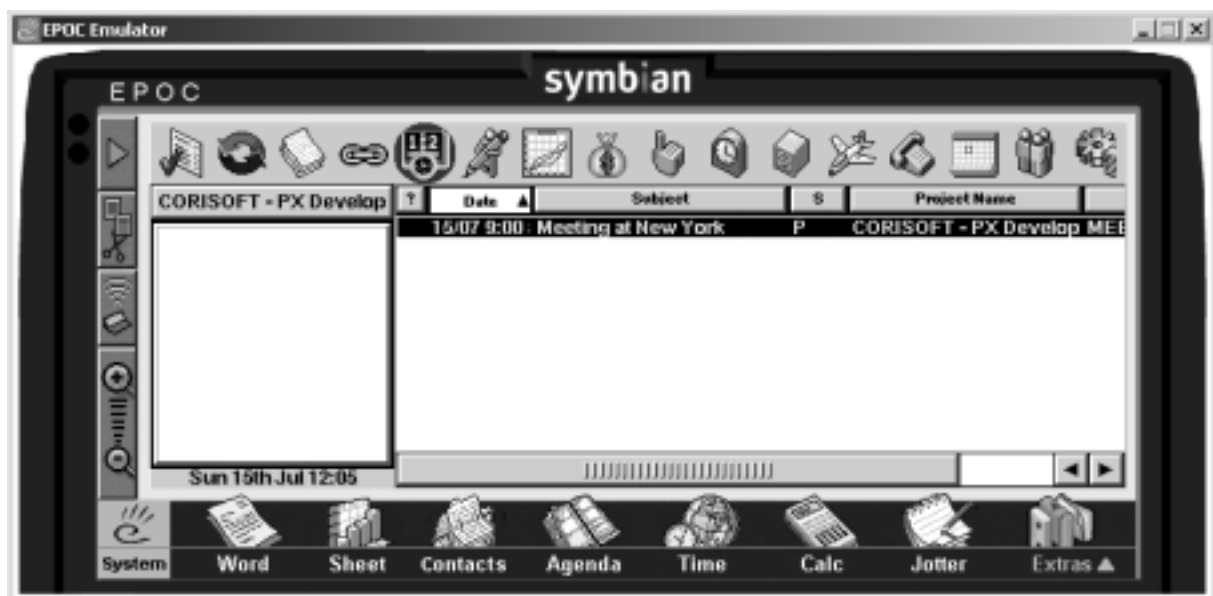 EPOC Emulator
symbian
EPOC
CORISOFT - PX Develop ? Date Subject S Project Name
15/07 9:00 Meeting at New York P CORISOFT - PX Develop MEE
Sun 15th Jul 12:05
System Word Sheet Contacts Agenda Time Calc Jotter Extras